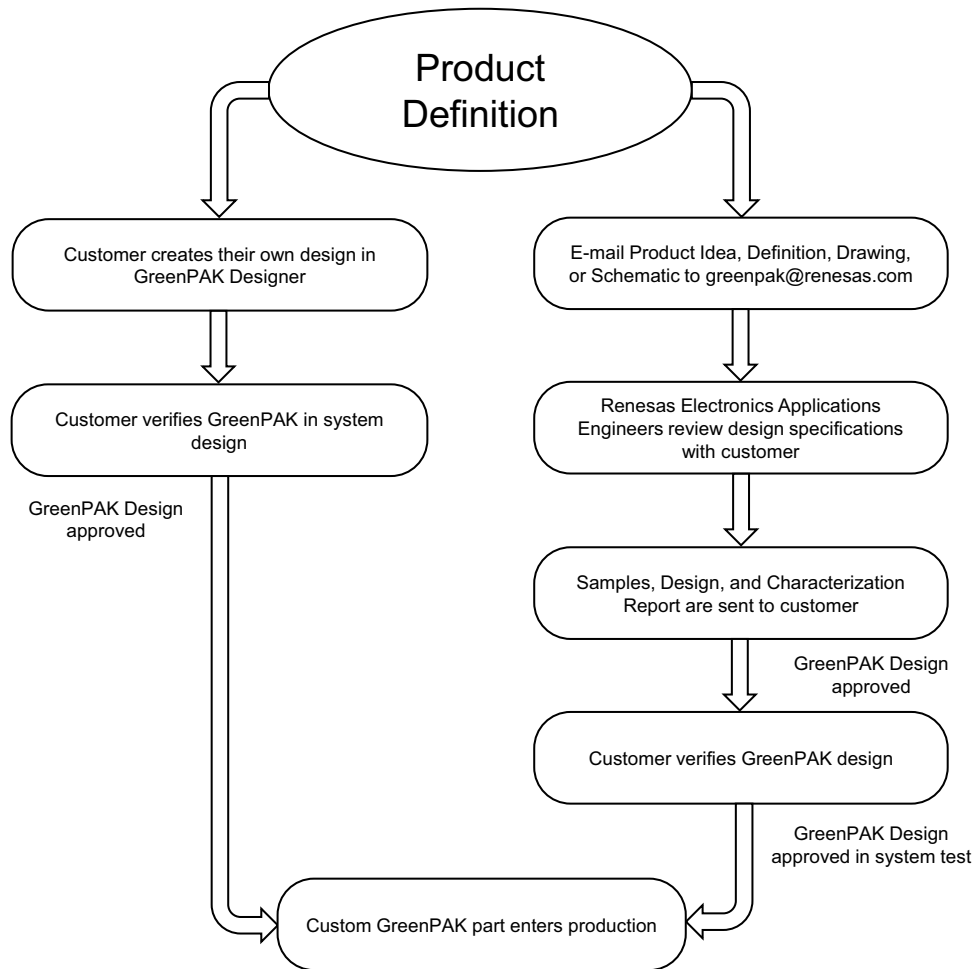 Product
Definition
Customer creates their own design in
GreenPAK Designer
Customer verifies GreenPAK in system
design
GreenPAK Design
approved
E-mail Product Idea, Definition, Drawing,
or Schematic to greenpak@renesas.com
Renesas Electronics Applications
Engineers review design specifications
with customer
Samples, Design, and Characterization
Report are sent to customer
GreenPAK Design
approved
Customer verifies GreenPAK design
GreenPAK Design
approved in system test
Custom GreenPAK part enters production